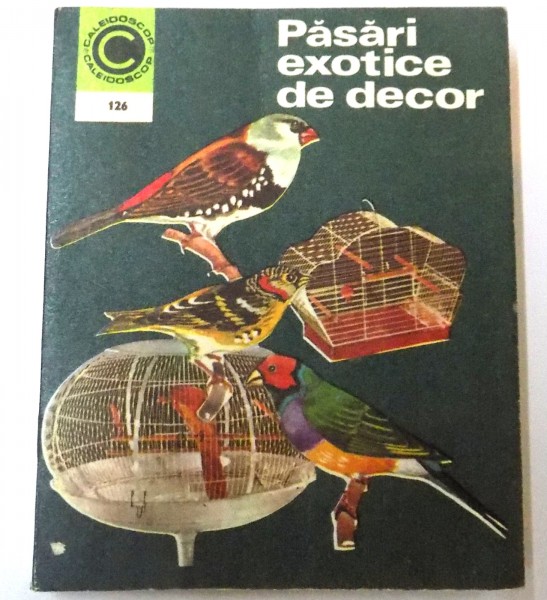 CALEIDOSCOP
CALEIDOSCOP
C
126
Păsări
exotice
de decor